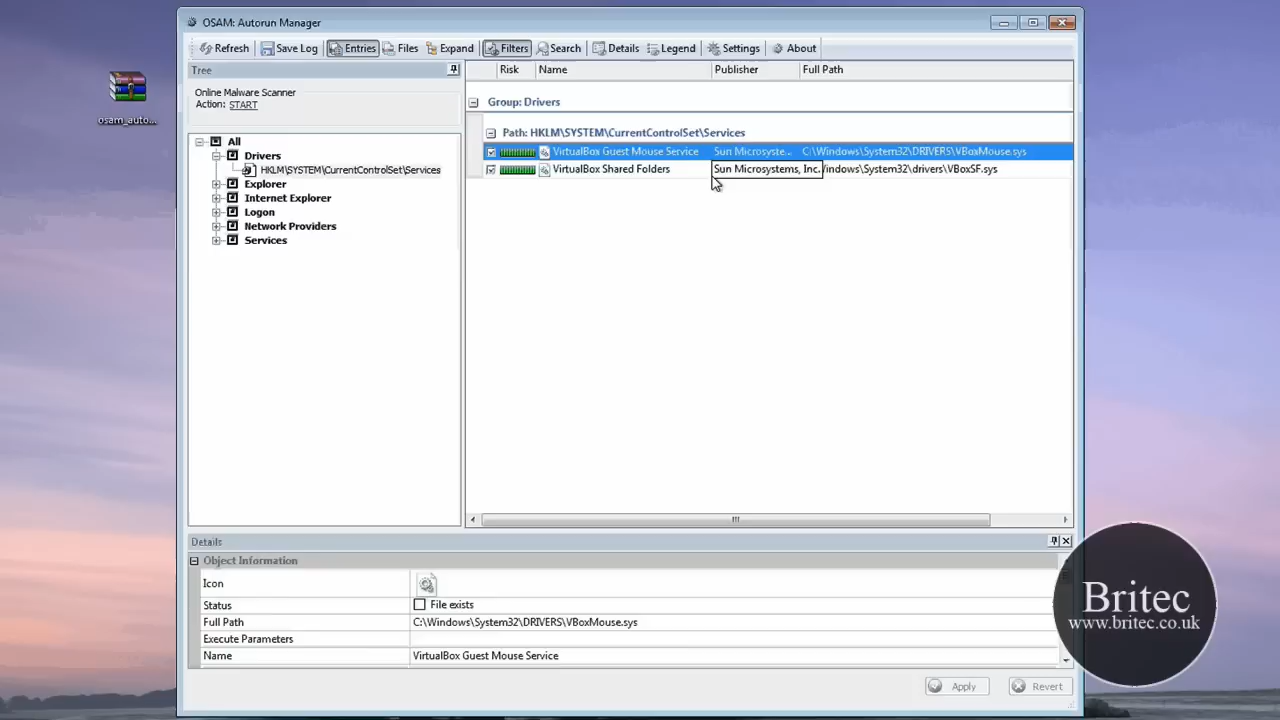 OSAM: Autorun Manager
Refresh Save Log Entries Files Expand Filters Search Details Legend Settings About
Tree
Online Malware Scanner
Action: START
All
Drivers
HKLM\SYSTEM\CurrentControlSet\Services
Explorer
Internet Explorer
Logon
Network Providers
Services
Risk Name Publisher Full Path
Group: Drivers
Path: HKLM\SYSTEM\CurrentControlSet\Services
VirtualBox Guest Mouse Service Sun Microsyste... C:\Windows\System32\DRIVERS\VBoxMouse.sys
VirtualBox Shared Folders Sun Microsystems, Inc. indows\System32\drivers\VBoxSF.sys
osam_auto...
Details
Object Information
Icon
Status File exists
Full Path C:\Windows\System32\DRIVERS\VBoxMouse.sys
Execute Parameters
Name VirtualBox Guest Mouse Service
Apply Revert
Britec
www.britec.co.uk